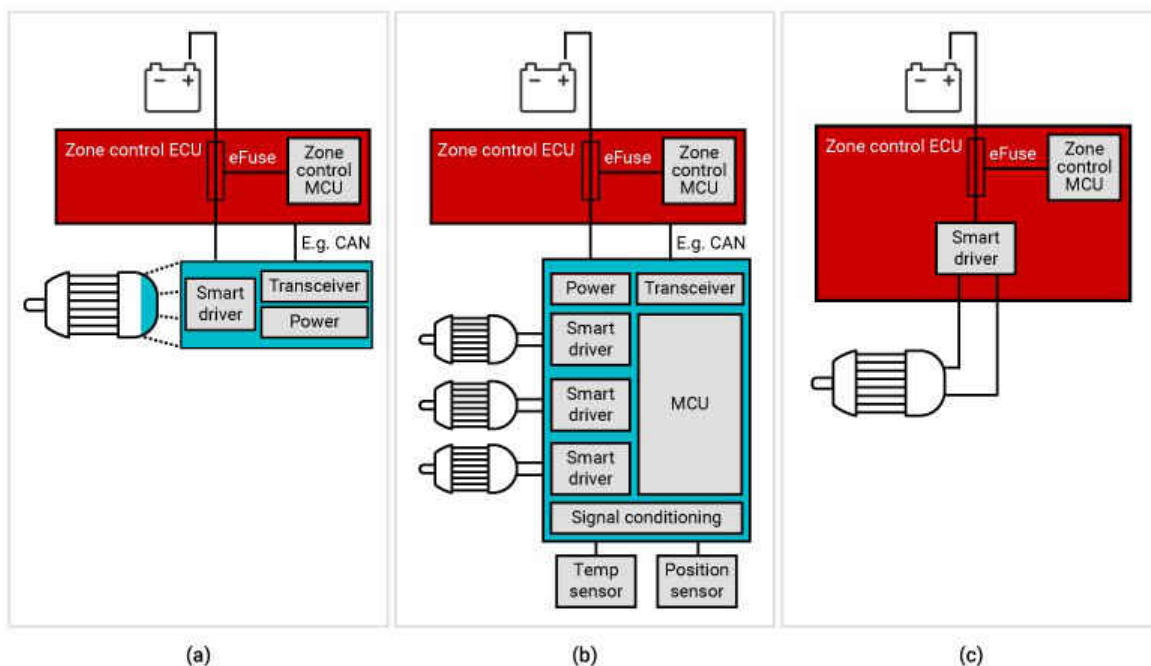 − +
Zone control ECU
eFuse
Zone
control
MCU
E.g. CAN
Smart
driver
Transceiver
Power
(a)
− +
Zone control ECU
eFuse
Zone
control
MCU
E.g. CAN
Power
Transceiver
Smart
driver
Smart
driver
Smart
driver
MCU
Signal conditioning
Temp
sensor
Position
sensor
(b)
− +
Zone control ECU
eFuse
Zone
control
MCU
Smart
driver
(c)